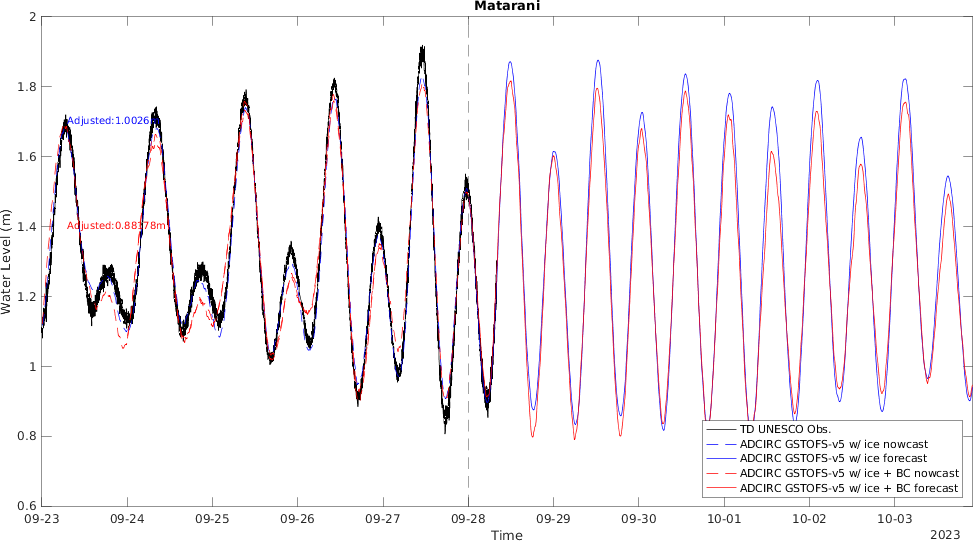 Matarani
2
1.8
1.6
1.4
1.2
1
0.8
0.6
Water Level (m)
Adjusted:1.0026
Adjusted:0.88178m
09-23
09-24
09-25
09-26
09-27
09-28
09-29
09-30
10-01
10-02
10-03
Time
2023
TD UNESCO Obs.
ADCIRC GSTOFS-v5 w/ ice nowcast
ADCIRC GSTOFS-v5 w/ ice forecast
ADCIRC GSTOFS-v5 w/ ice + BC nowcast
ADCIRC GSTOFS-v5 w/ ice + BC forecast